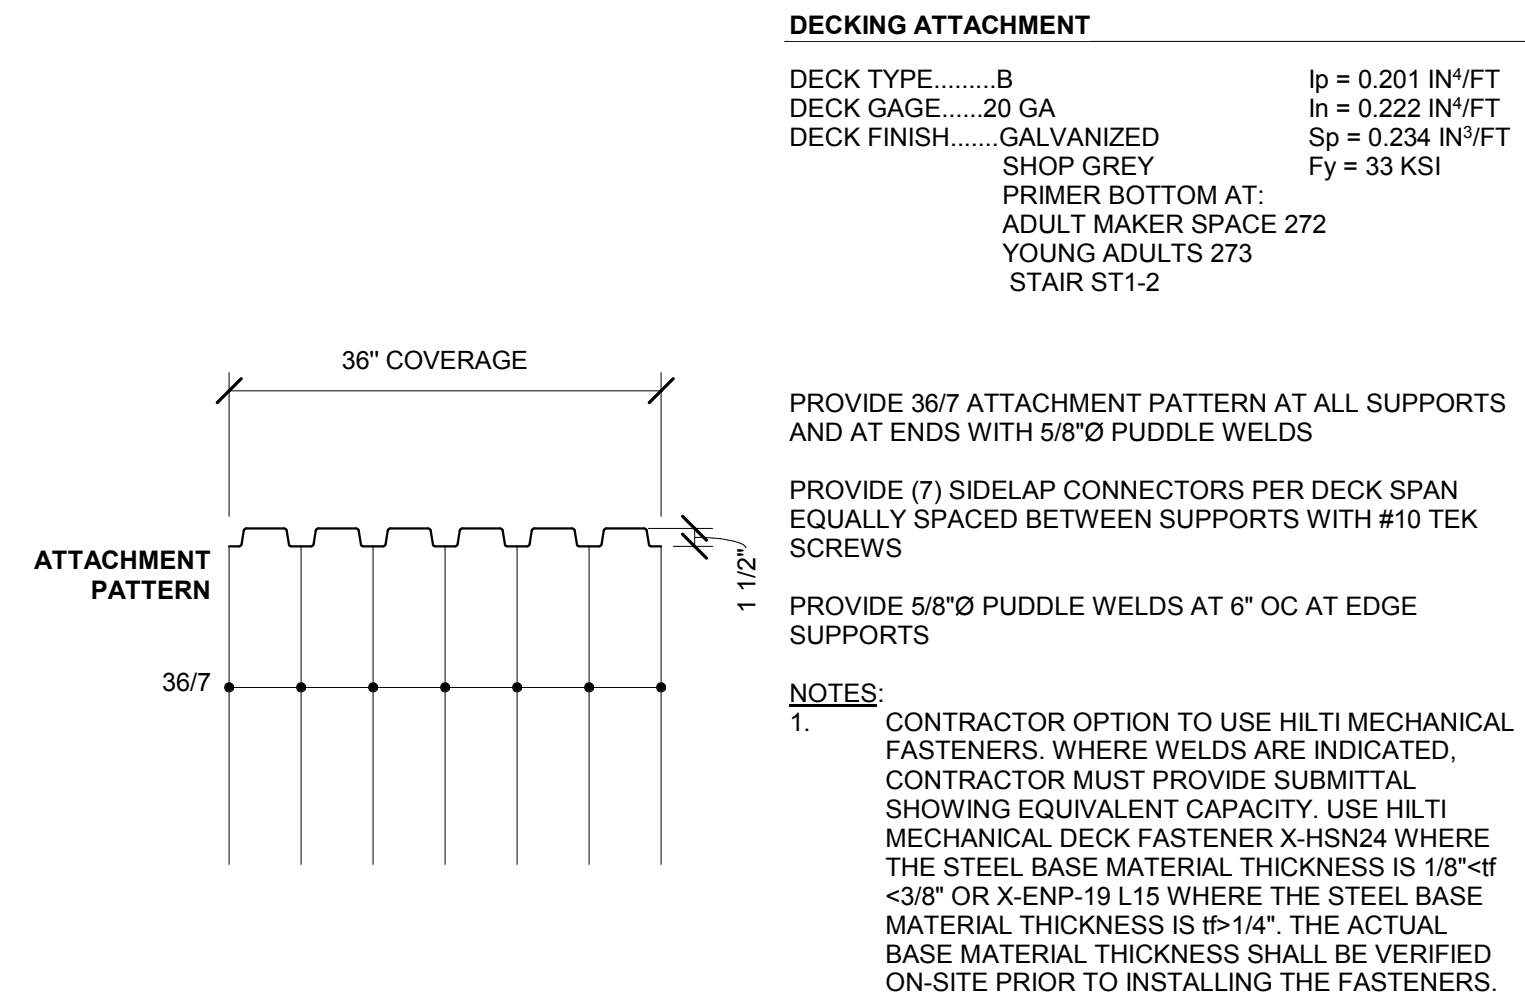 DECKING ATTACHMENT
DECK TYPE.........B
DECK GAGE......20 GA
DECK FINISH.......GALVANIZED
SHOP GREY
PRIMER BOTTOM AT:
ADULT MAKER SPACE 272
YOUNG ADULTS 273
STAIR ST1-2
Ip = 0.201 IN⁴/FT
In = 0.222 IN⁴/FT
Sp = 0.234 IN³/FT
Fy = 33 KSI
36" COVERAGE
1 1/2"
ATTACHMENT
PATTERN
36/7
PROVIDE 36/7 ATTACHMENT PATTERN AT ALL SUPPORTS
AND AT ENDS WITH 5/8"Ø PUDDLE WELDS
PROVIDE (7) SIDELAP CONNECTORS PER DECK SPAN
EQUALLY SPACED BETWEEN SUPPORTS WITH #10 TEK
SCREWS
PROVIDE 5/8"Ø PUDDLE WELDS AT 6" OC AT EDGE
SUPPORTS
NOTES:
1. CONTRACTOR OPTION TO USE HILTI MECHANICAL
FASTENERS. WHERE WELDS ARE INDICATED,
CONTRACTOR MUST PROVIDE SUBMITTAL
SHOWING EQUIVALENT CAPACITY. USE HILTI
MECHANICAL DECK FASTENER X-HSN24 WHERE
THE STEEL BASE MATERIAL THICKNESS IS 1/8"<tf
<3/8" OR X-ENP-19 L15 WHERE THE STEEL BASE
MATERIAL THICKNESS IS tf>1/4". THE ACTUAL
BASE MATERIAL THICKNESS SHALL BE VERIFIED
ON-SITE PRIOR TO INSTALLING THE FASTENERS.